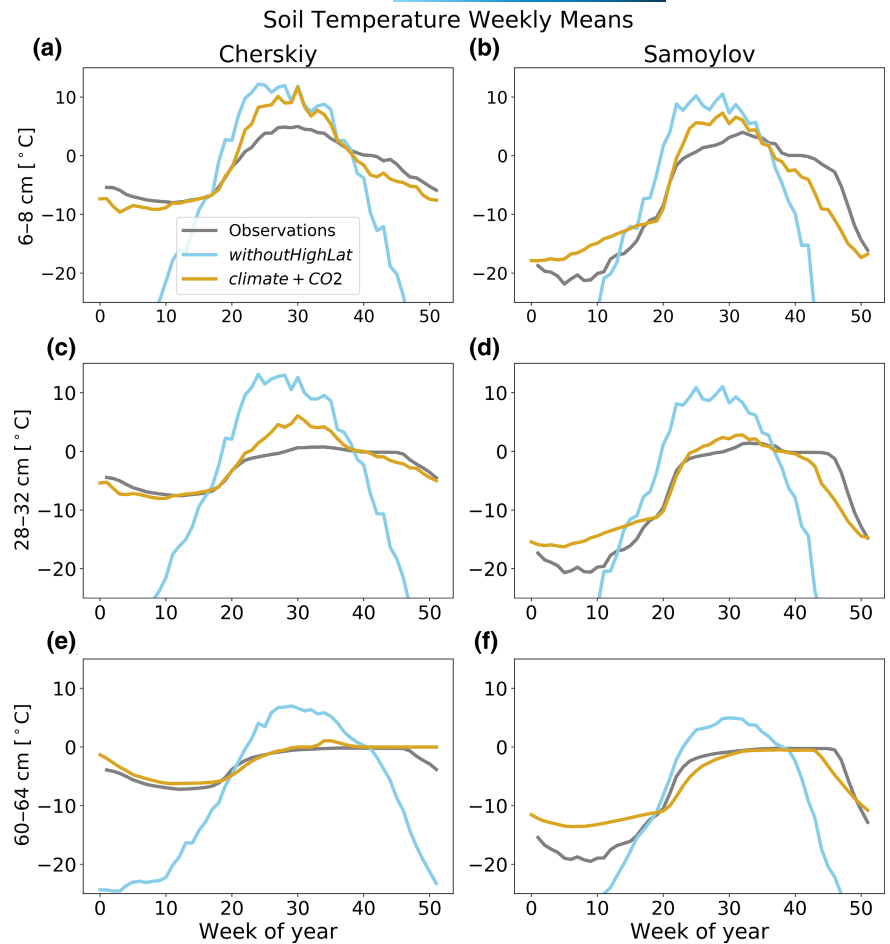 Soil Temperature Weekly Means
(a) Cherskiy
(b) Samoylov
6–8 cm [°C]
10
0
−10
−20
Observations
withoutHighLat
climate + CO2
0 10 20 30 40 50
10
0
−10
−20
0 10 20 30 40 50
(c)
(d)
28–32 cm [°C]
10
0
−10
−20
0 10 20 30 40 50
10
0
−10
−20
0 10 20 30 40 50
(e)
(f)
60–64 cm [°C]
10
0
−10
−20
0 10 20 30 40 50
Week of year
10
0
−10
−20
0 10 20 30 40 50
Week of year